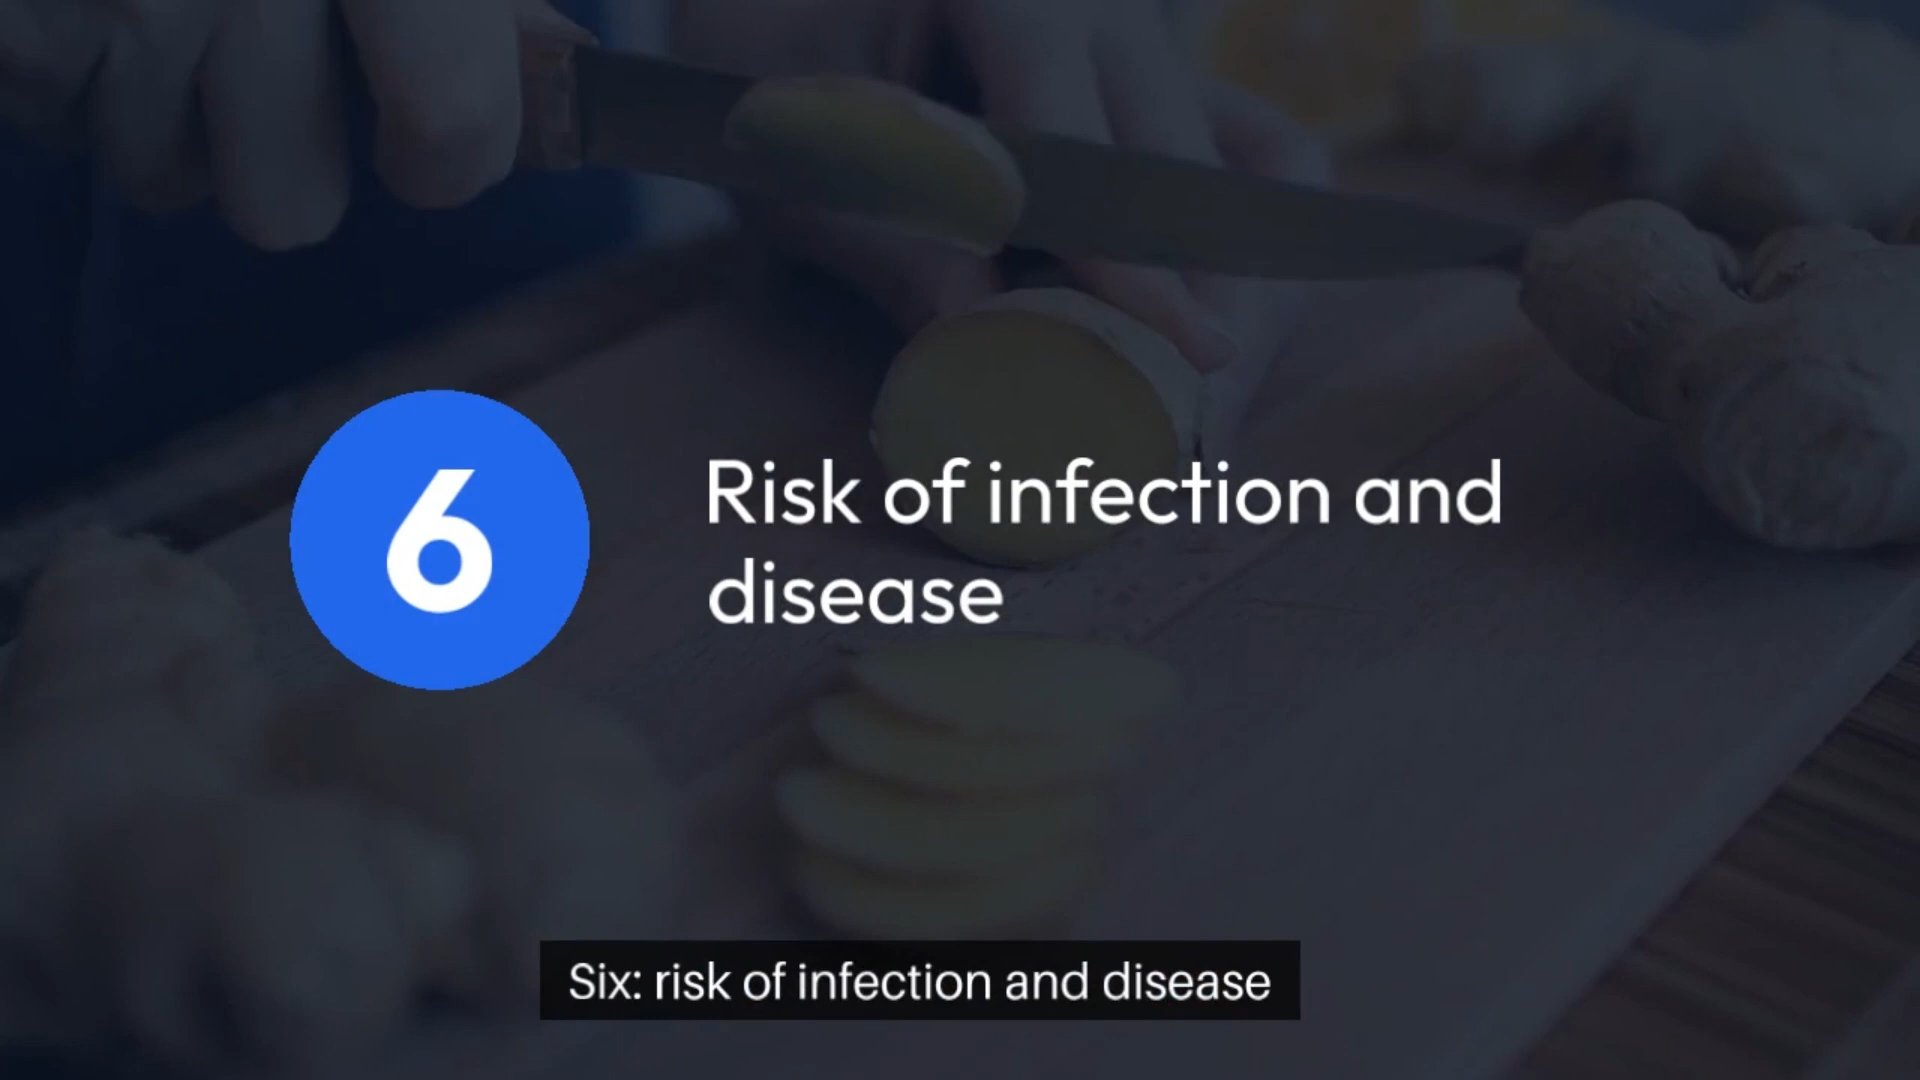 6
Risk of infection and
disease
Six: risk of infection and disease